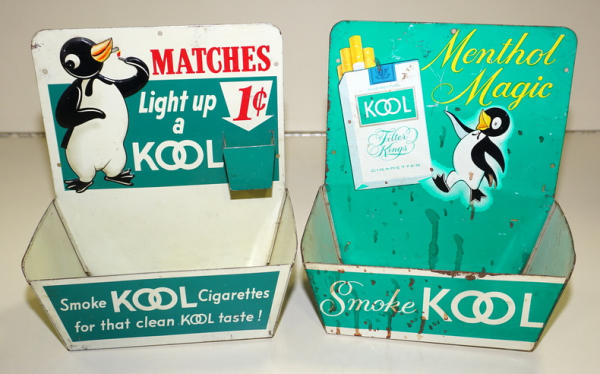 MATCHES
Light up
a
KOOL
1¢
Smoke KOOL Cigarettes
for that clean KOOL taste!
Menthol
Magic
KOOL
Filter
Kings
CIGARETTES
Smoke KOOL